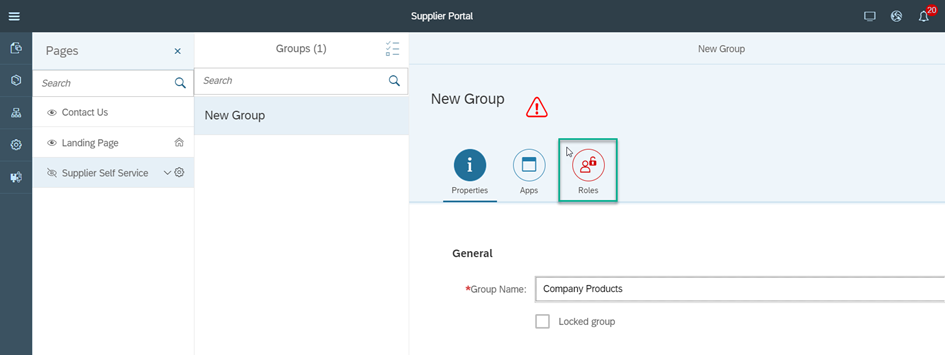 Supplier Portal
20
Pages
Search
Contact Us
Landing Page
Supplier Self Service
Groups (1)
Search
New Group
New Group
New Group
Properties
Apps
Roles
General
*Group Name:
Company Products
Locked group